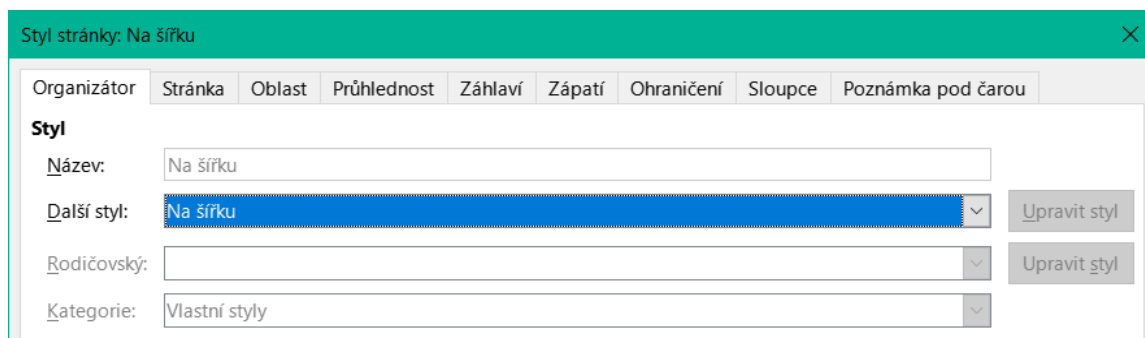 Styl stránky: Na šířku
Organizátor Stránka Oblast Průhlednost Záhlaví Zápatí Ohraničení Sloupce Poznámka pod čarou
Styl
Název: Na šířku
Další styl: Na šířku Upravit styl
Rodičovský: Upravit styl
Kategorie: Vlastní styly